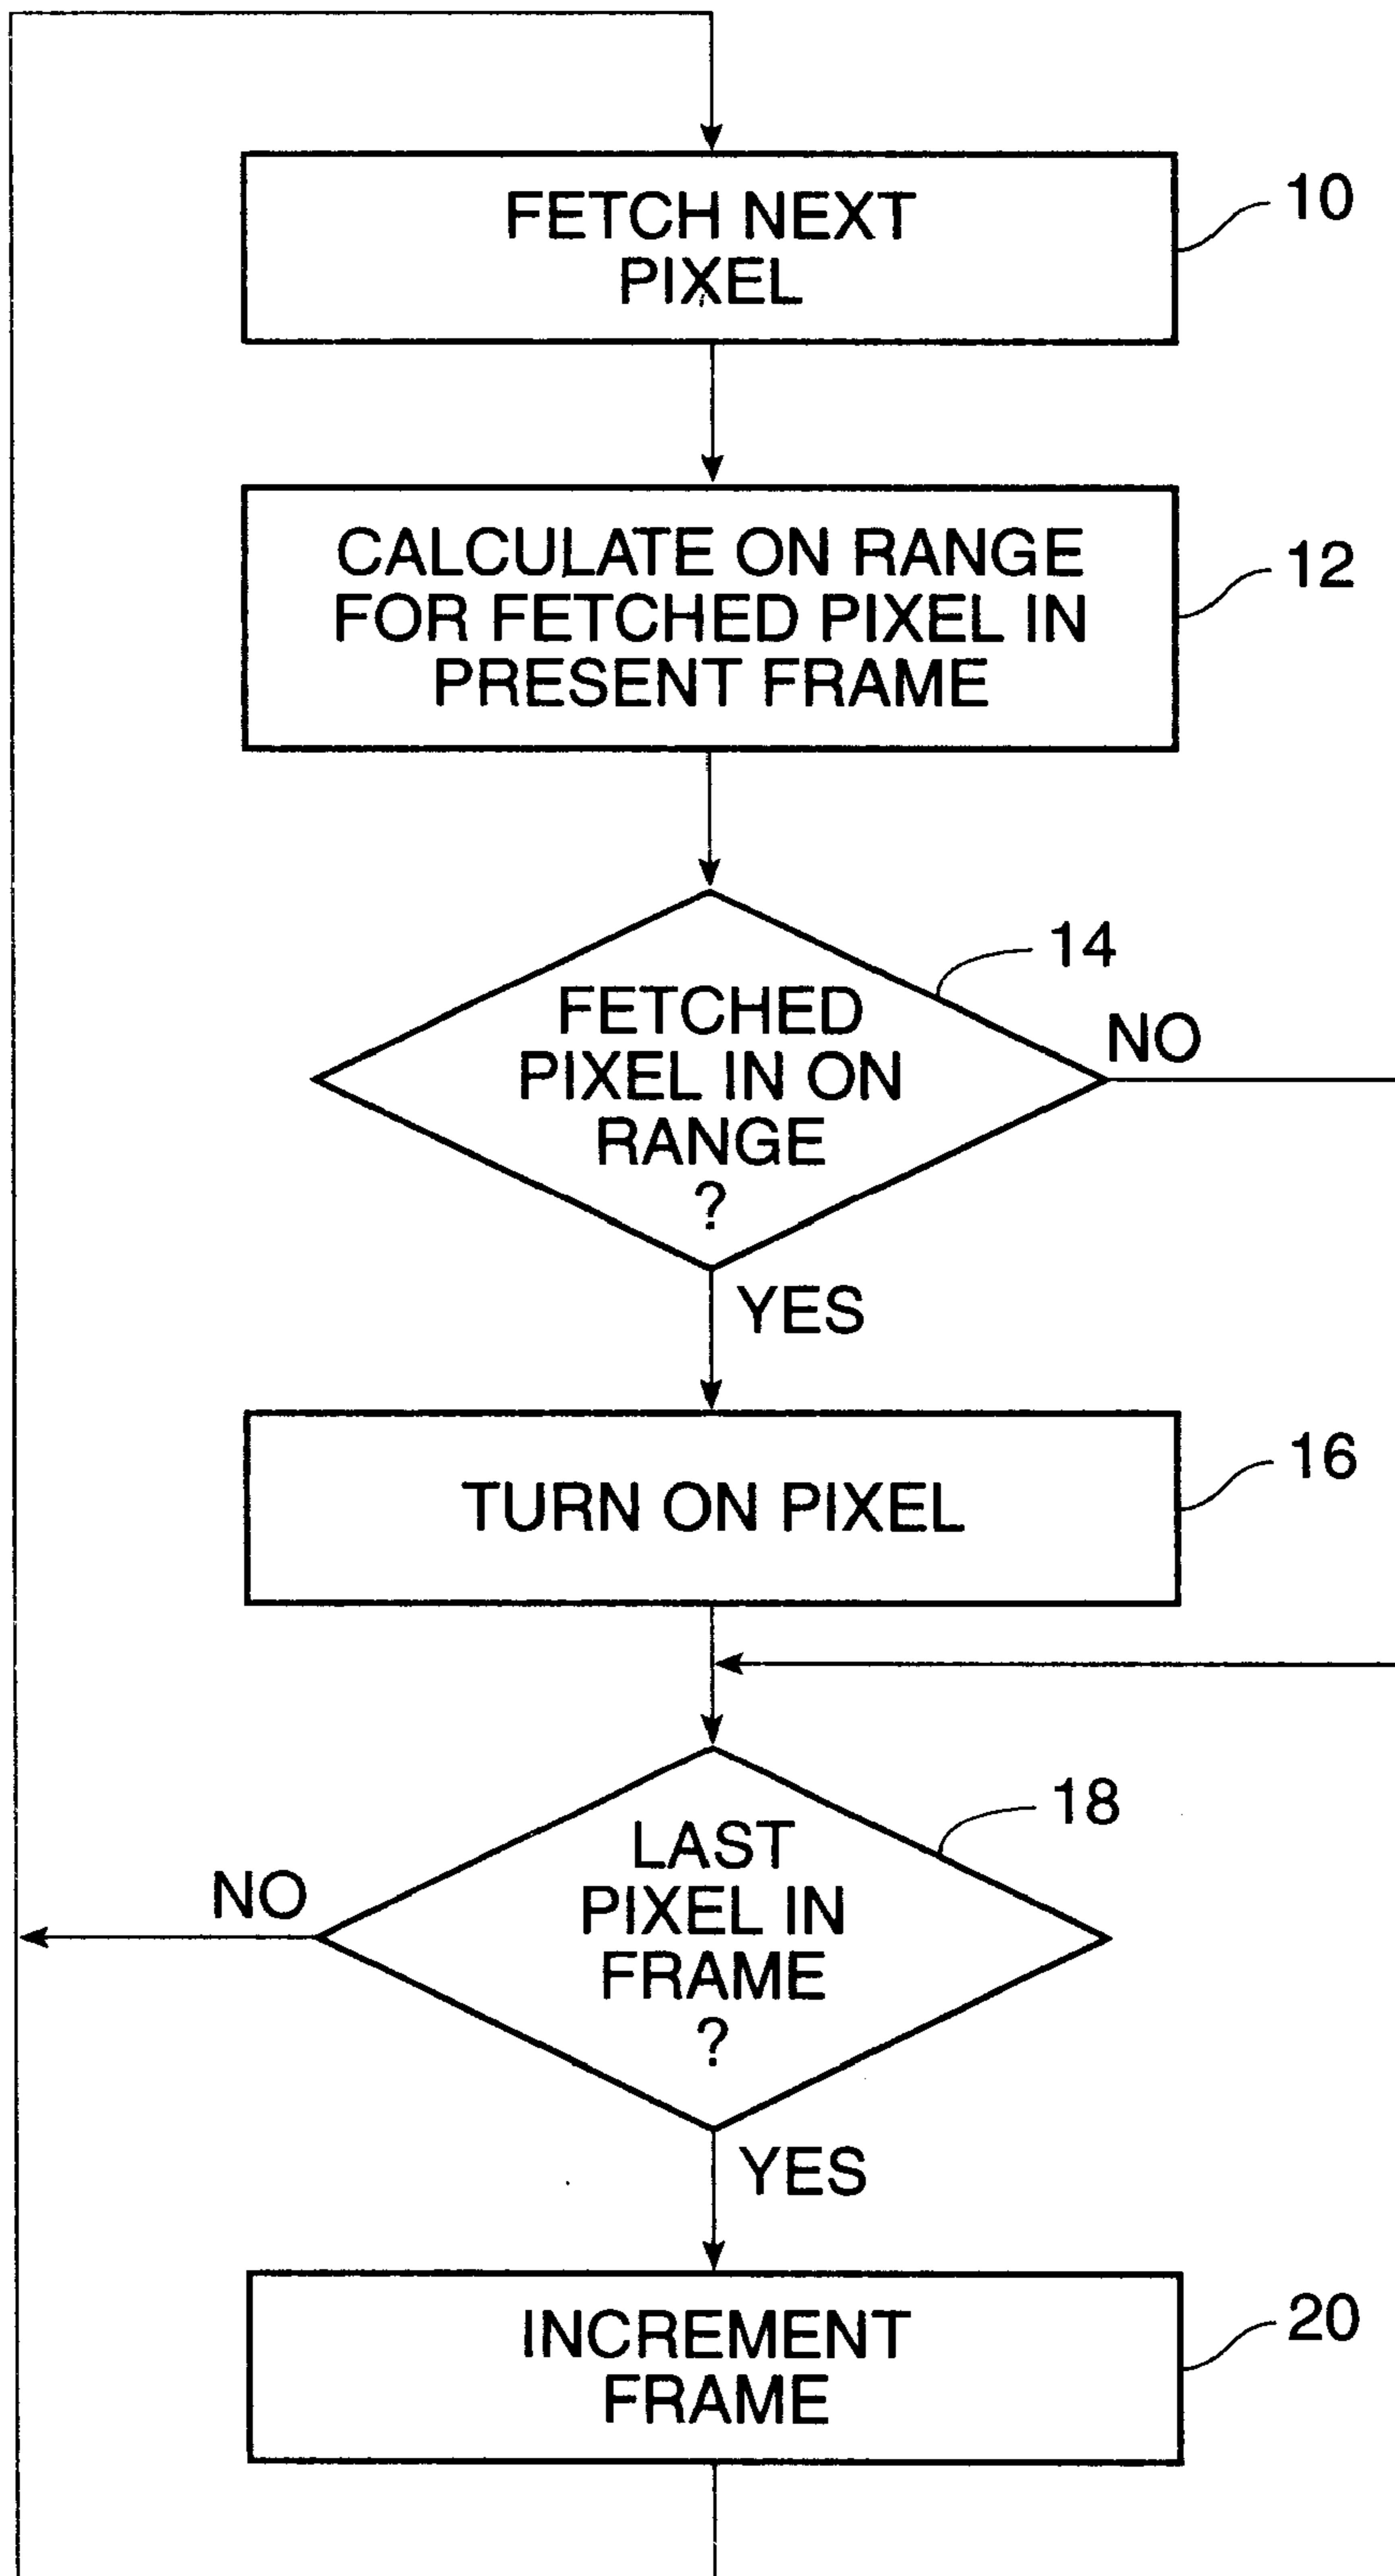 FETCH NEXT
PIXEL
10
CALCULATE ON RANGE
FOR FETCHED PIXEL IN
PRESENT FRAME
12
14
FETCHED
PIXEL IN ON
RANGE
?
NO
YES
TURN ON PIXEL
16
18
LAST
PIXEL IN
FRAME
?
NO
YES
INCREMENT
FRAME
20